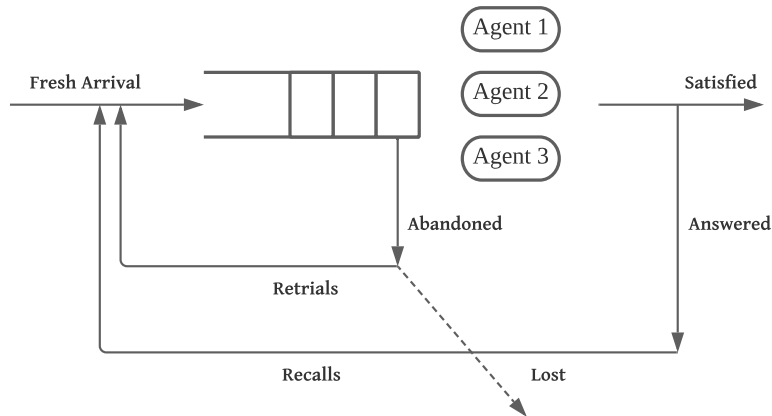 Agent 1
Fresh Arrival
Satisfied
Agent 2
Agent 3
Abandoned
Answered
Retrials
Recalls
Lost